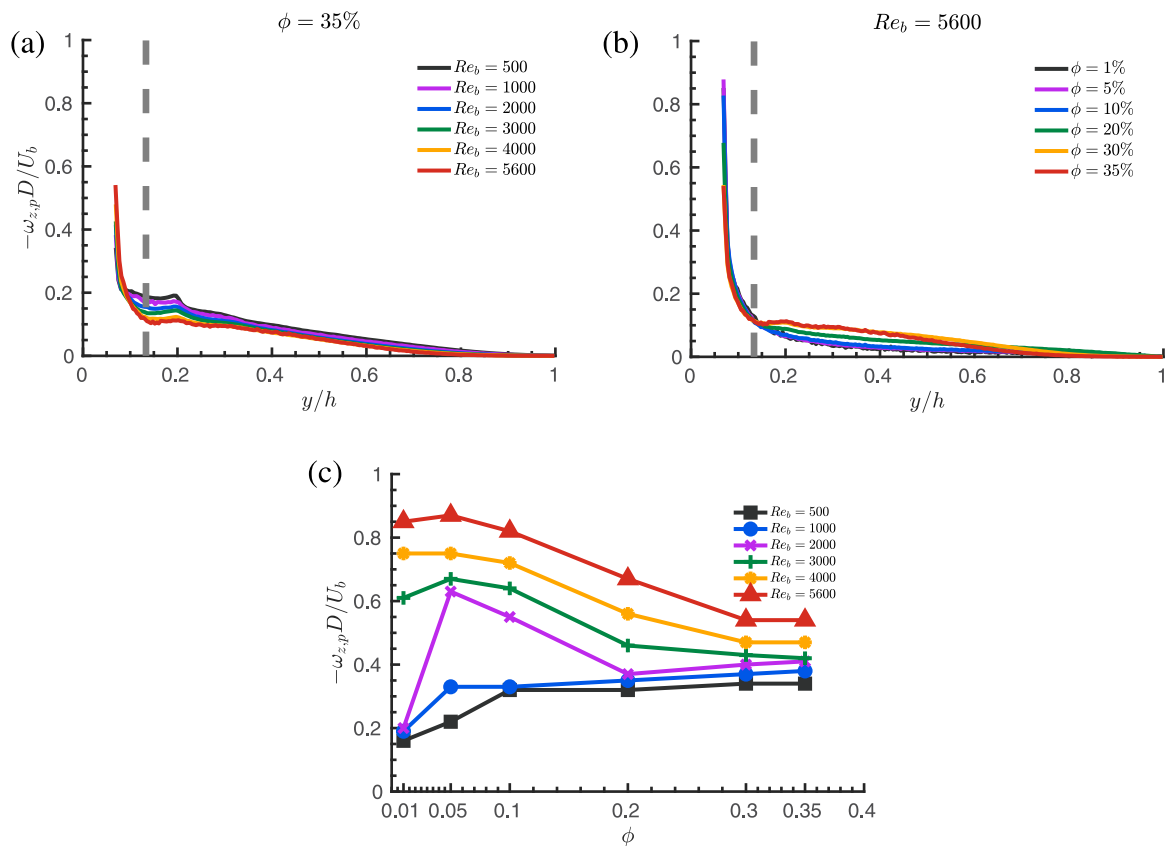 (a)
ϕ = 35%
−ω_{z,p}D/U_b
1
0.8
0.6
0.4
0.2
0
Re_b = 500
Re_b = 1000
Re_b = 2000
Re_b = 3000
Re_b = 4000
Re_b = 5600
0 0.2 0.4 0.6 0.8 1
y/h
(b)
Re_b = 5600
1
0.8
0.6
0.4
0.2
0
ϕ = 1%
ϕ = 5%
ϕ = 10%
ϕ = 20%
ϕ = 30%
ϕ = 35%
0 0.2 0.4 0.6 0.8 1
y/h
(c)
−ω_{z,p}D/U_b
1
0.8
0.6
0.4
0.2
0
Re_b = 500
Re_b = 1000
Re_b = 2000
Re_b = 3000
Re_b = 4000
Re_b = 5600
0.01 0.05 0.1 0.2 0.3 0.35 0.4
ϕ